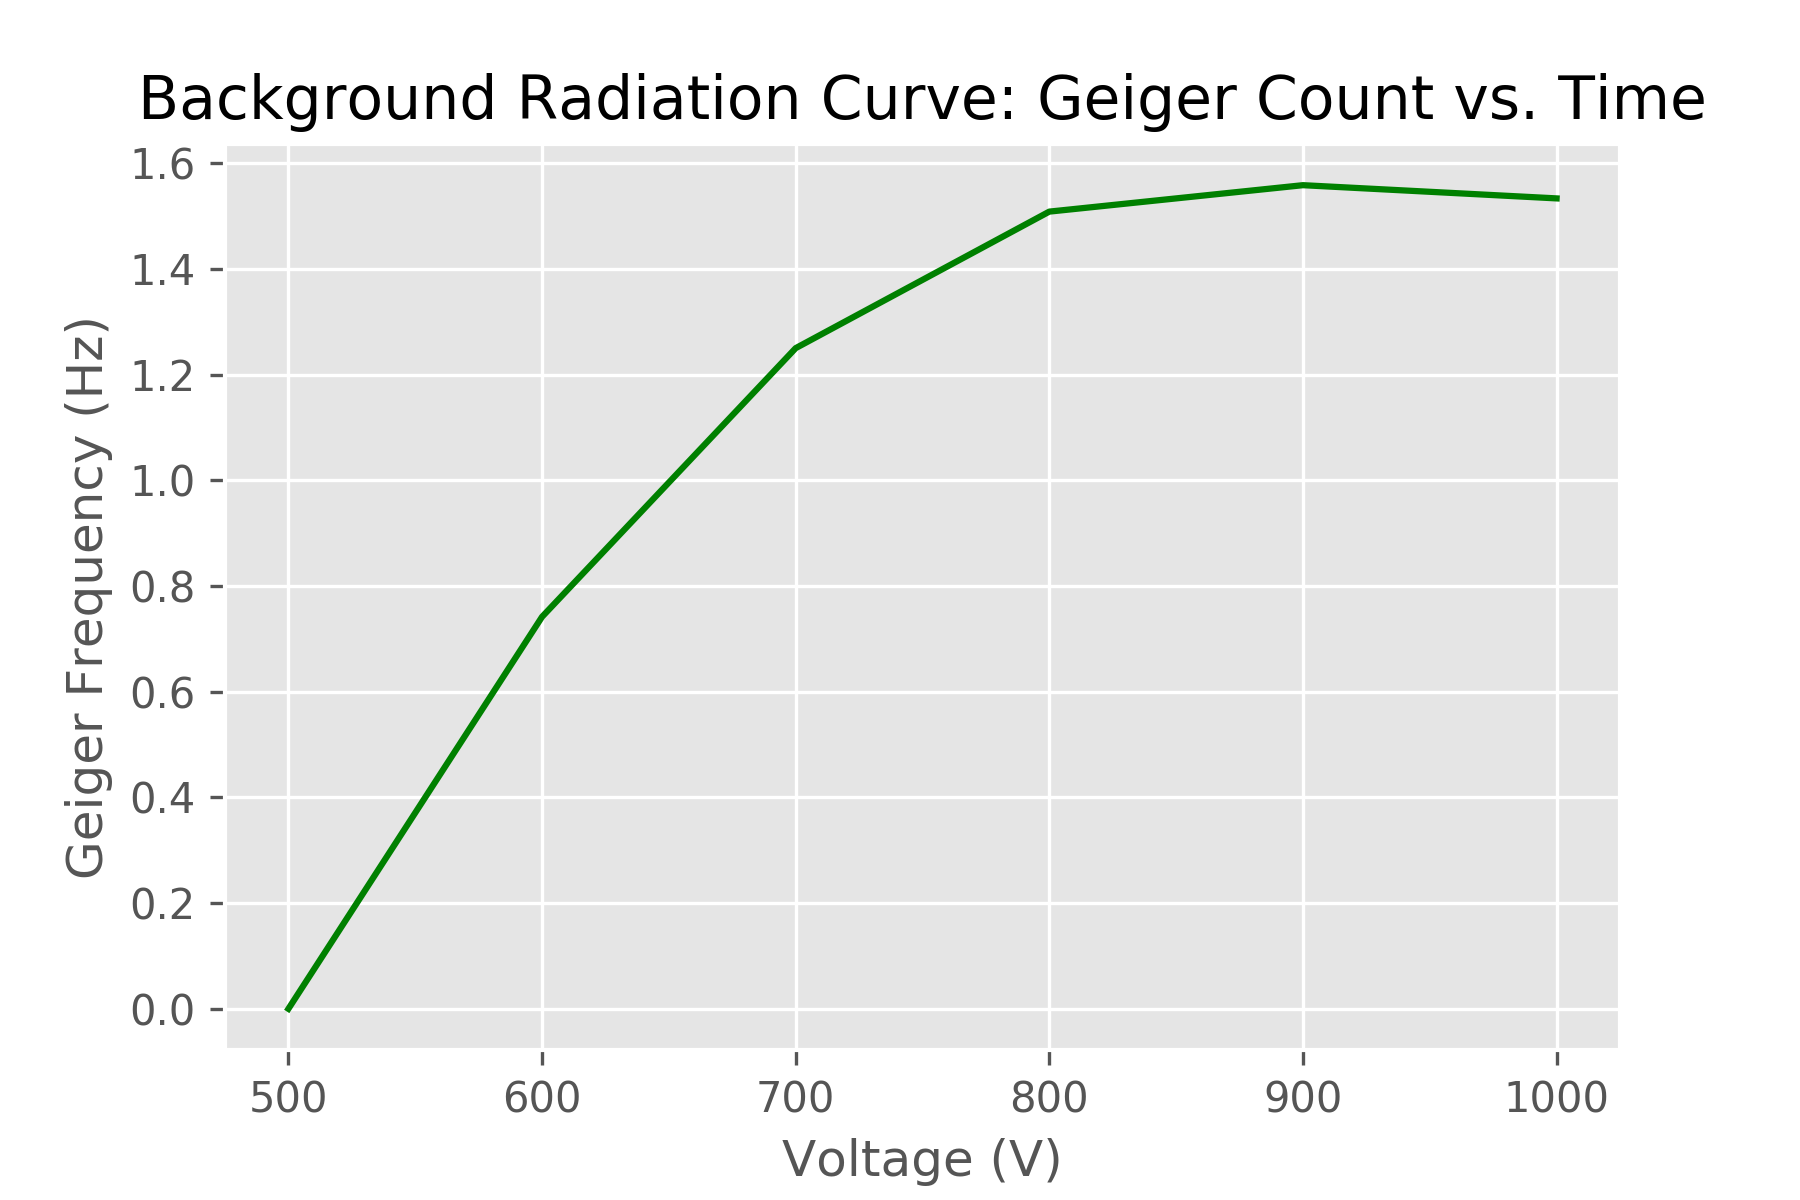 Background Radiation Curve: Geiger Count vs. Time
Geiger Frequency (Hz)
1.6
1.4
1.2
1.0
0.8
0.6
0.4
0.2
0.0
500 600 700 800 900 1000
Voltage (V)